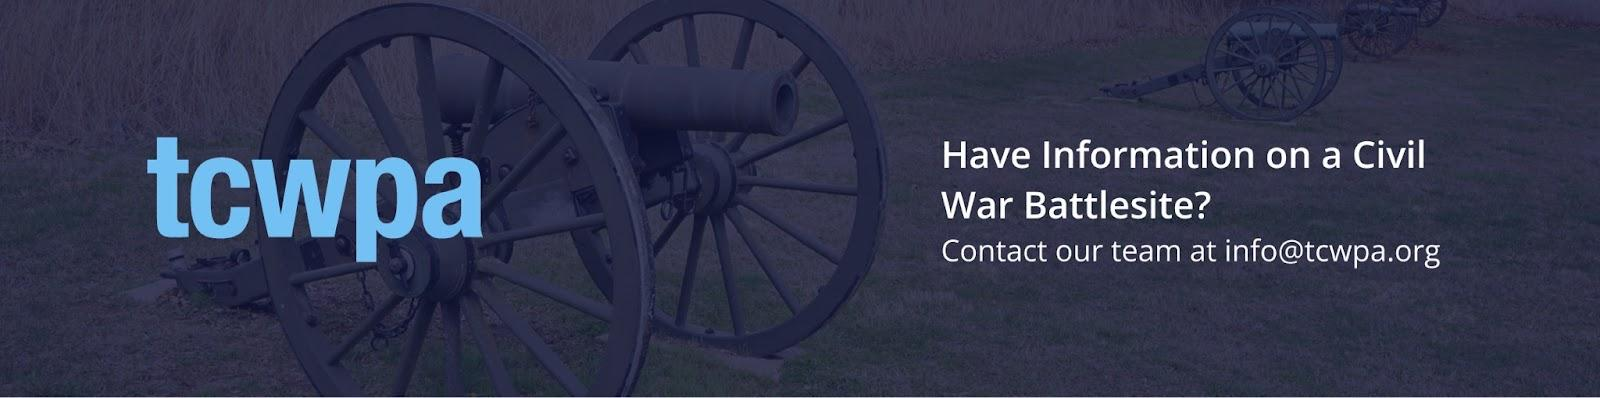 tcwpa
Have Information on a Civil
War Battlesite?
Contact our team at info@tcwpa.org